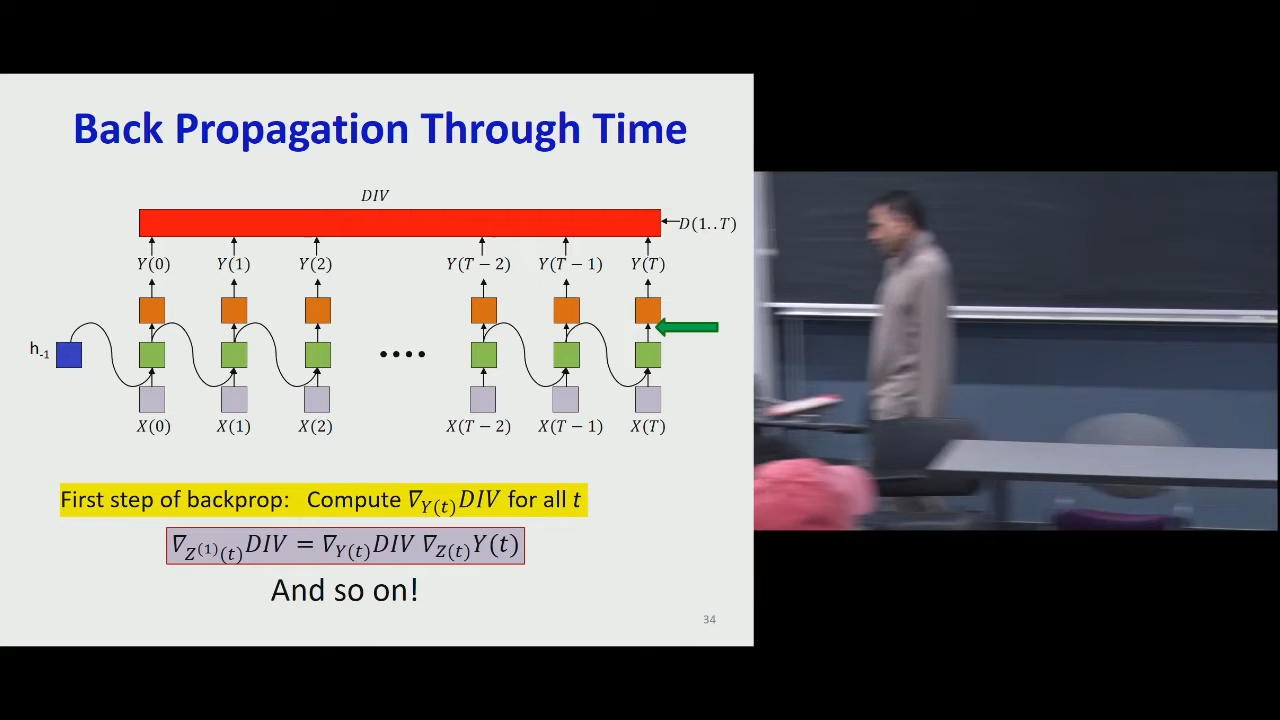 Back Propagation Through Time
DIV
D(1..T)
Y(0) Y(1) Y(2) Y(T − 2) Y(T − 1) Y(T)
h-1
X(0) X(1) X(2) X(T − 2) X(T − 1) X(T)
First step of backprop: Compute ∇Y(t)DIV for all t
∇Z(1)(t)DIV = ∇Y(t)DIV ∇Z(t)Y(t)
And so on!
34